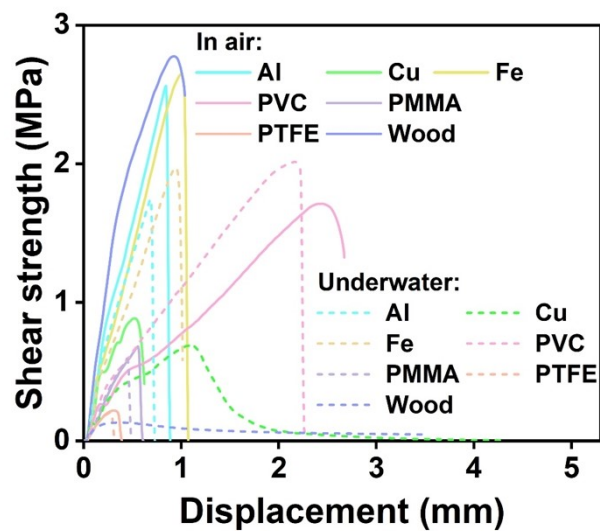 Shear strength (MPa)
3
2
1
0
In air:
Al Cu Fe
PVC PMMA
PTFE Wood
Underwater:
Al Cu
Fe PVC
PMMA PTFE
Wood
0 1 2 3 4 5
Displacement (mm)